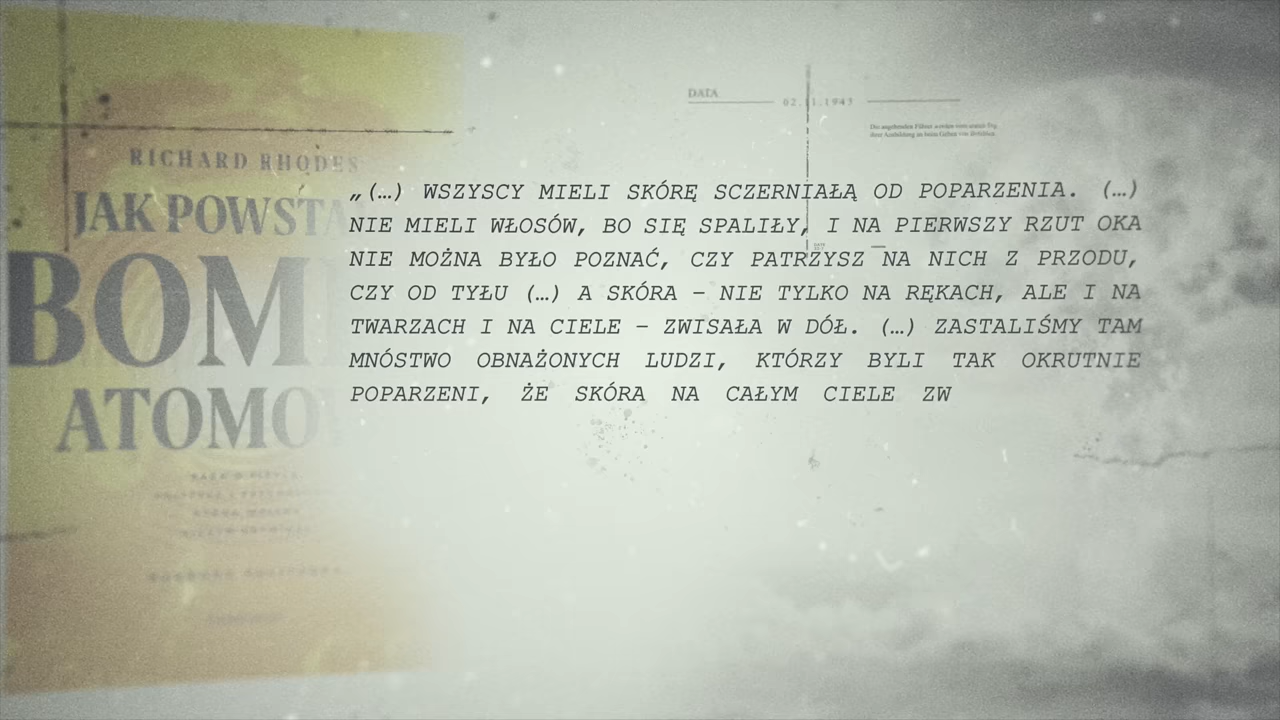 RICHARD RHODES
JAK POWSTA
BOM
ATOMO
DATA
02.11.1943
„(…) WSZYSCY MIELI SKÓRĘ SCZERNIAŁĄ OD POPARZENIA. (…)
NIE MIELI WŁOSÓW, BO SIĘ SPALIŁY, I NA PIERWSZY RZUT OKA
NIE MOŻNA BYŁO POZNAĆ, CZY PATRZYSZ NA NICH Z PRZODU,
CZY OD TYŁU (…) A SKÓRA – NIE TYLKO NA RĘKACH, ALE I NA
TWARZACH I NA CIELE – ZWISAŁA W DÓŁ. (…) ZASTALIŚMY TAM
MNÓSTWO OBNAŻONYCH LUDZI, KTÓRZY BYLI TAK OKRUTNIE
POPARZENI, ŻE SKÓRA NA CAŁYM CIELE ZW